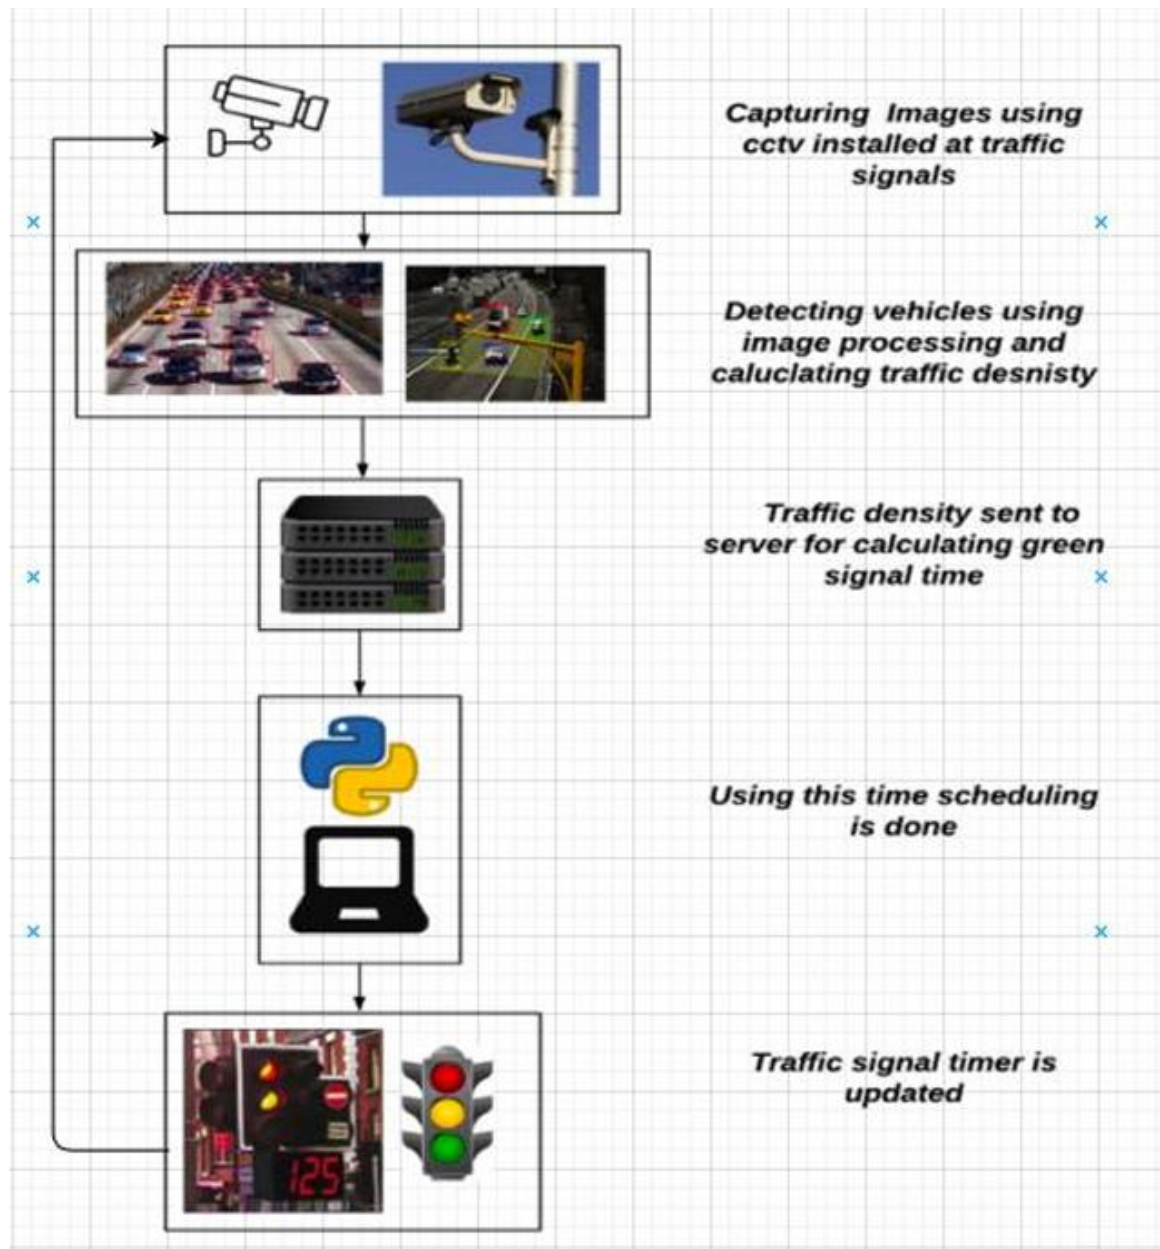 Capturing Images using
cctv installed at traffic
signals
Detecting vehicles using
image processing and
caluclating traffic desnisty
Traffic density sent to
server for calculating green
signal time
Using this time scheduling
is done
125
Traffic signal timer is
updated